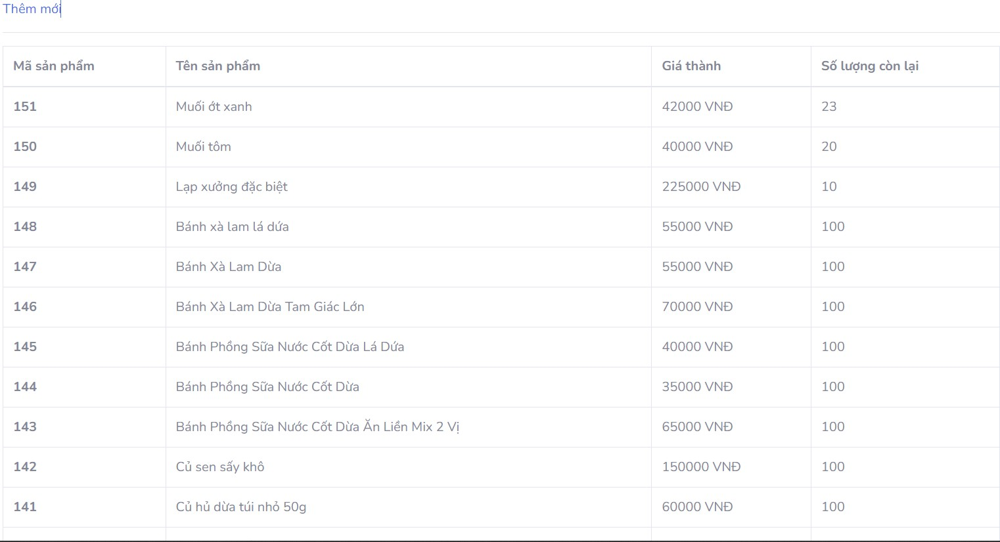 Thêm mới
Mã sản phẩm Tên sản phẩm Giá thành Số lượng còn lại
151 Muối ớt xanh 42000 VNĐ 23
150 Muối tôm 40000 VNĐ 20
149 Lạp xưởng đặc biệt 225000 VNĐ 10
148 Bánh xà lam lá dứa 55000 VNĐ 100
147 Bánh Xà Lam Dừa 55000 VNĐ 100
146 Bánh Xà Lam Dừa Tam Giác Lớn 70000 VNĐ 100
145 Bánh Phồng Sữa Nước Cốt Dừa Lá Dứa 40000 VNĐ 100
144 Bánh Phồng Sữa Nước Cốt Dừa 35000 VNĐ 100
143 Bánh Phồng Sữa Nước Cốt Dừa Ăn Liền Mix 2 Vị 65000 VNĐ 100
142 Củ sen sấy khô 150000 VNĐ 100
141 Củ hủ dừa túi nhỏ 50g 60000 VNĐ 100